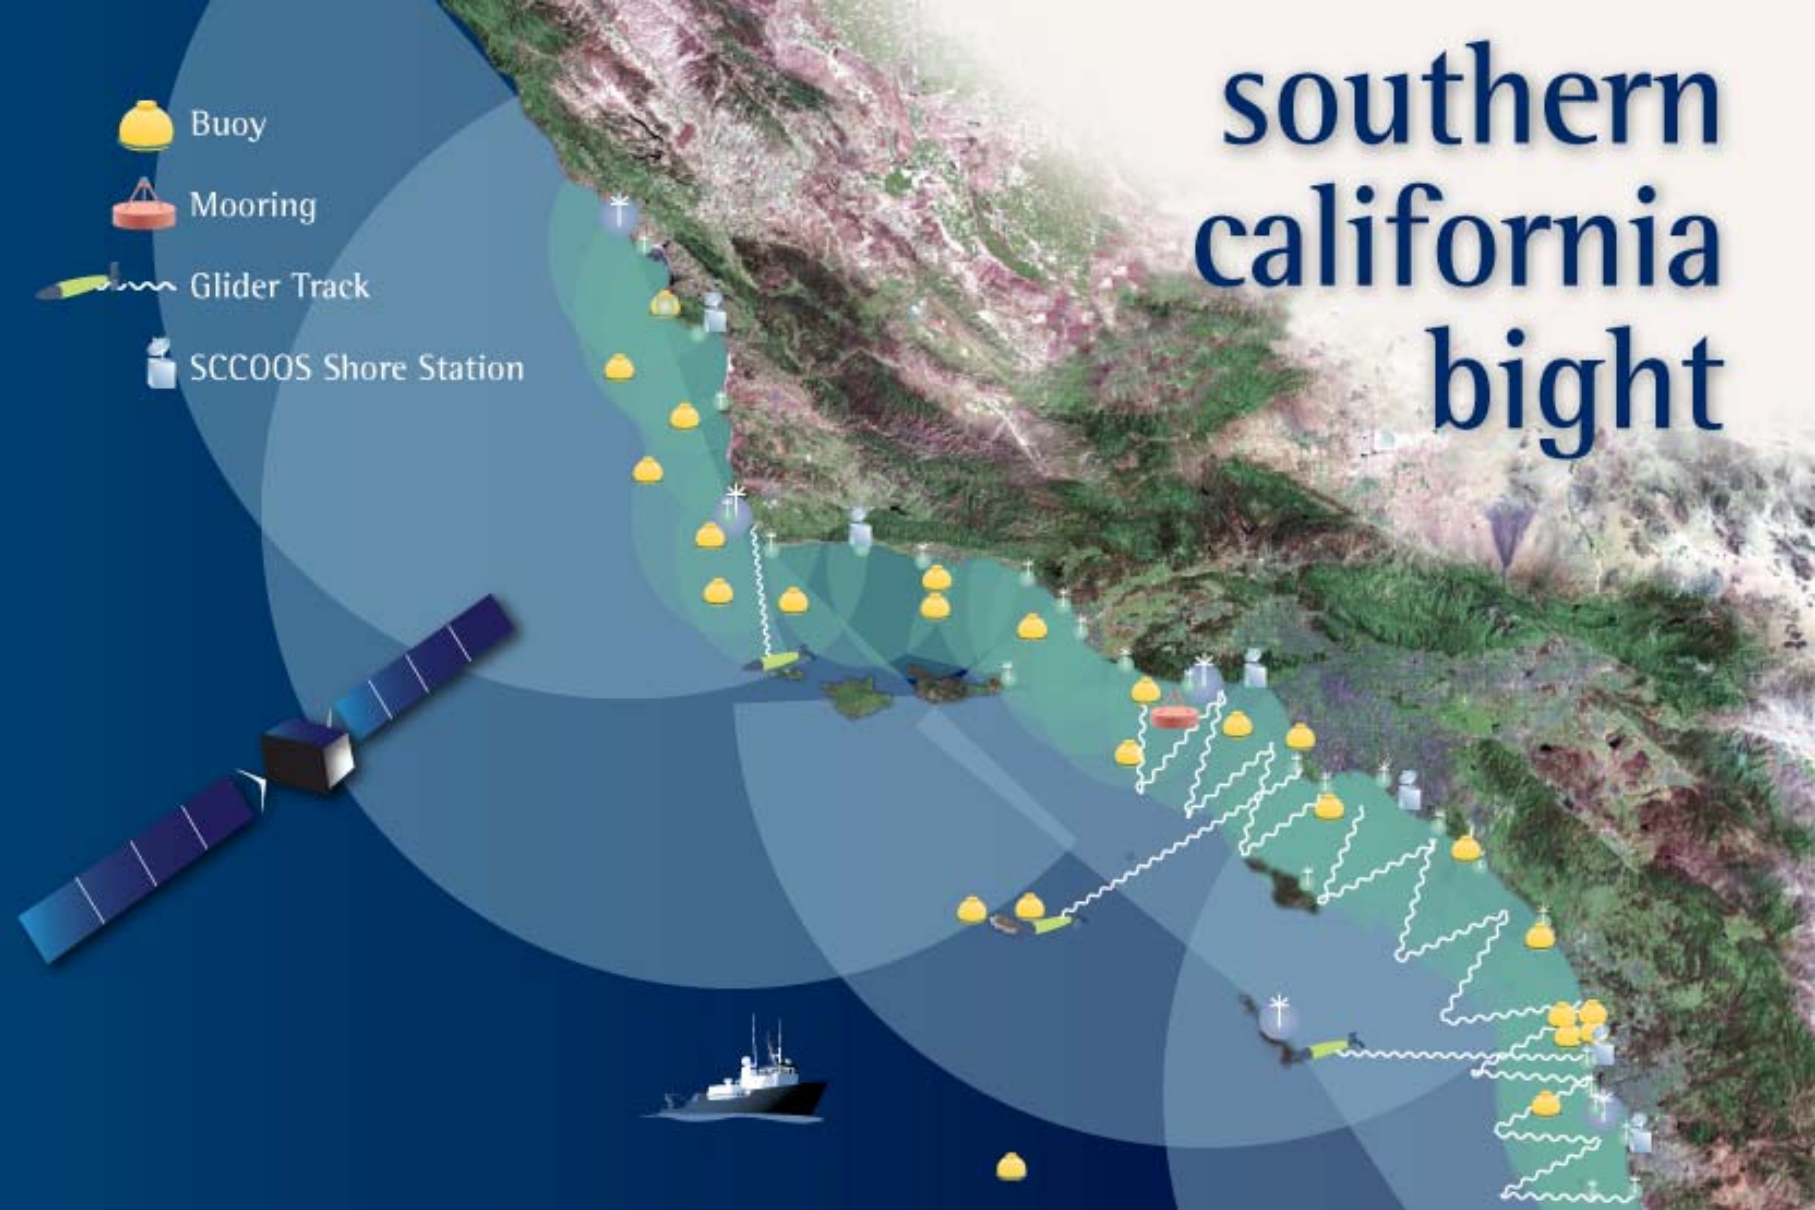 southern
california
bight
Buoy
Mooring
Glider Track
SCCOOS Shore Station